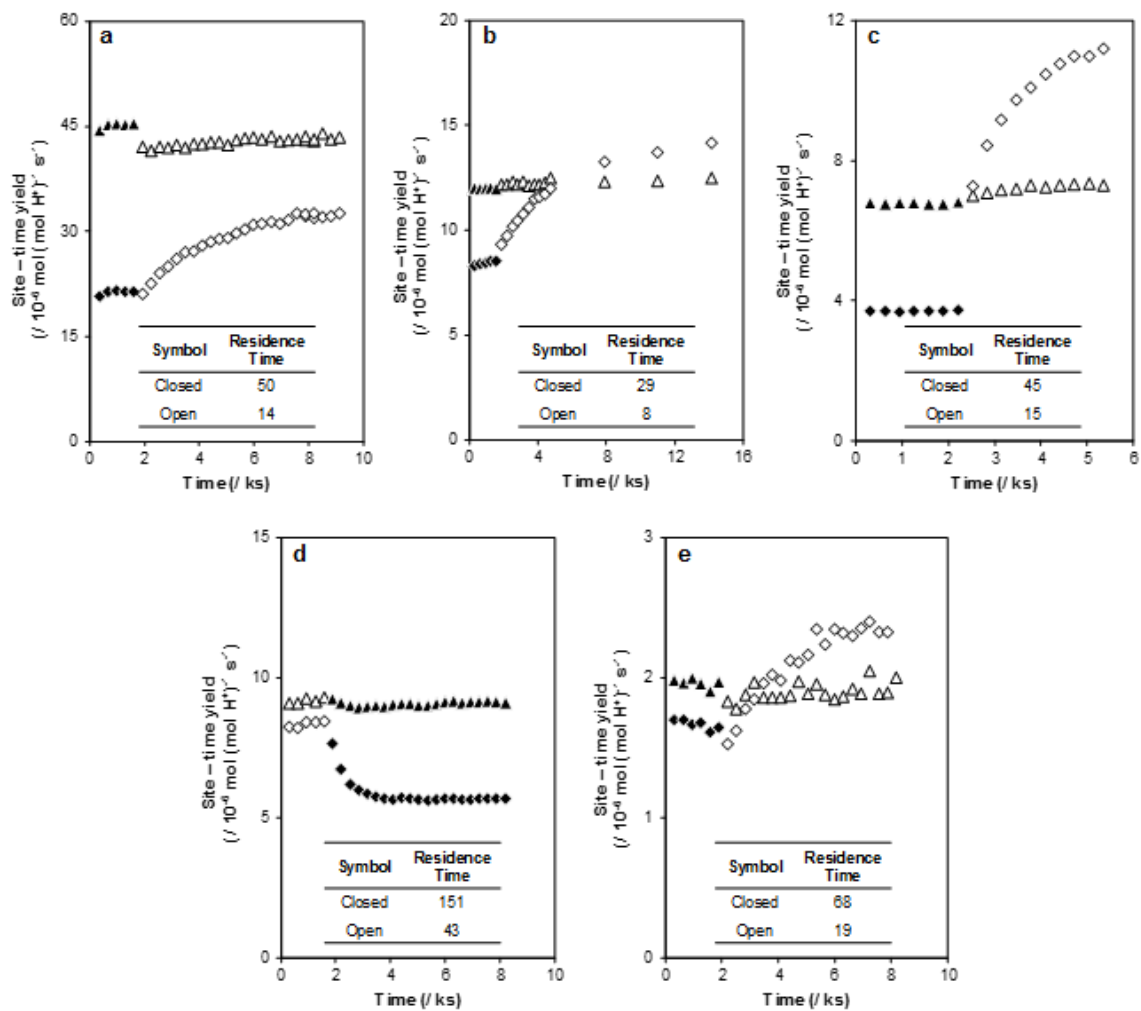 a
Site – time yield
(/ 10⁻⁶ mol (mol H⁺)⁻¹ s⁻¹)
60
45
30
15
0
Symbol Residence Time
Closed 50
Open 14
0 2 4 6 8 10
Time (/ ks)
b
Site – time yield
(/ 10⁻⁶ mol (mol H⁺)⁻¹ s⁻¹)
20
15
10
5
0
Symbol Residence Time
Closed 29
Open 8
0 4 8 12 16
Time (/ ks)
c
Site – time yield
(/ 10⁻⁶ mol (mol H⁺)⁻¹ s⁻¹)
12
8
4
0
Symbol Residence Time
Closed 45
Open 15
0 1 2 3 4 5 6
Time (/ ks)
d
Site – time yield
(/ 10⁻⁶ mol (mol H⁺)⁻¹ s⁻¹)
15
10
5
0
Symbol Residence Time
Closed 151
Open 43
0 2 4 6 8 10
Time (/ ks)
e
Site – time yield
(/ 10⁻⁶ mol (mol H⁺)⁻¹ s⁻¹)
3
2
1
0
Symbol Residence Time
Closed 68
Open 19
0 2 4 6 8 10
Time (/ ks)